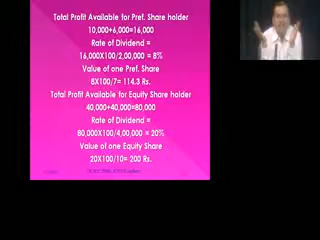 Total Profit Available for Pref. Share holder
10,000+6,000=16,000
Rate of Dividend =
16,000X100/2,00,000 = 8%
Value of one Pref. Share
8X100/7= 114.3 Rs.
Total Profit Available for Equity Share holder
40,000+40,000=80,000
Rate of Dividend =
80,000X100/4,00,000 = 20%
Value of one Equity Share
20X100/10= 200 Rs.